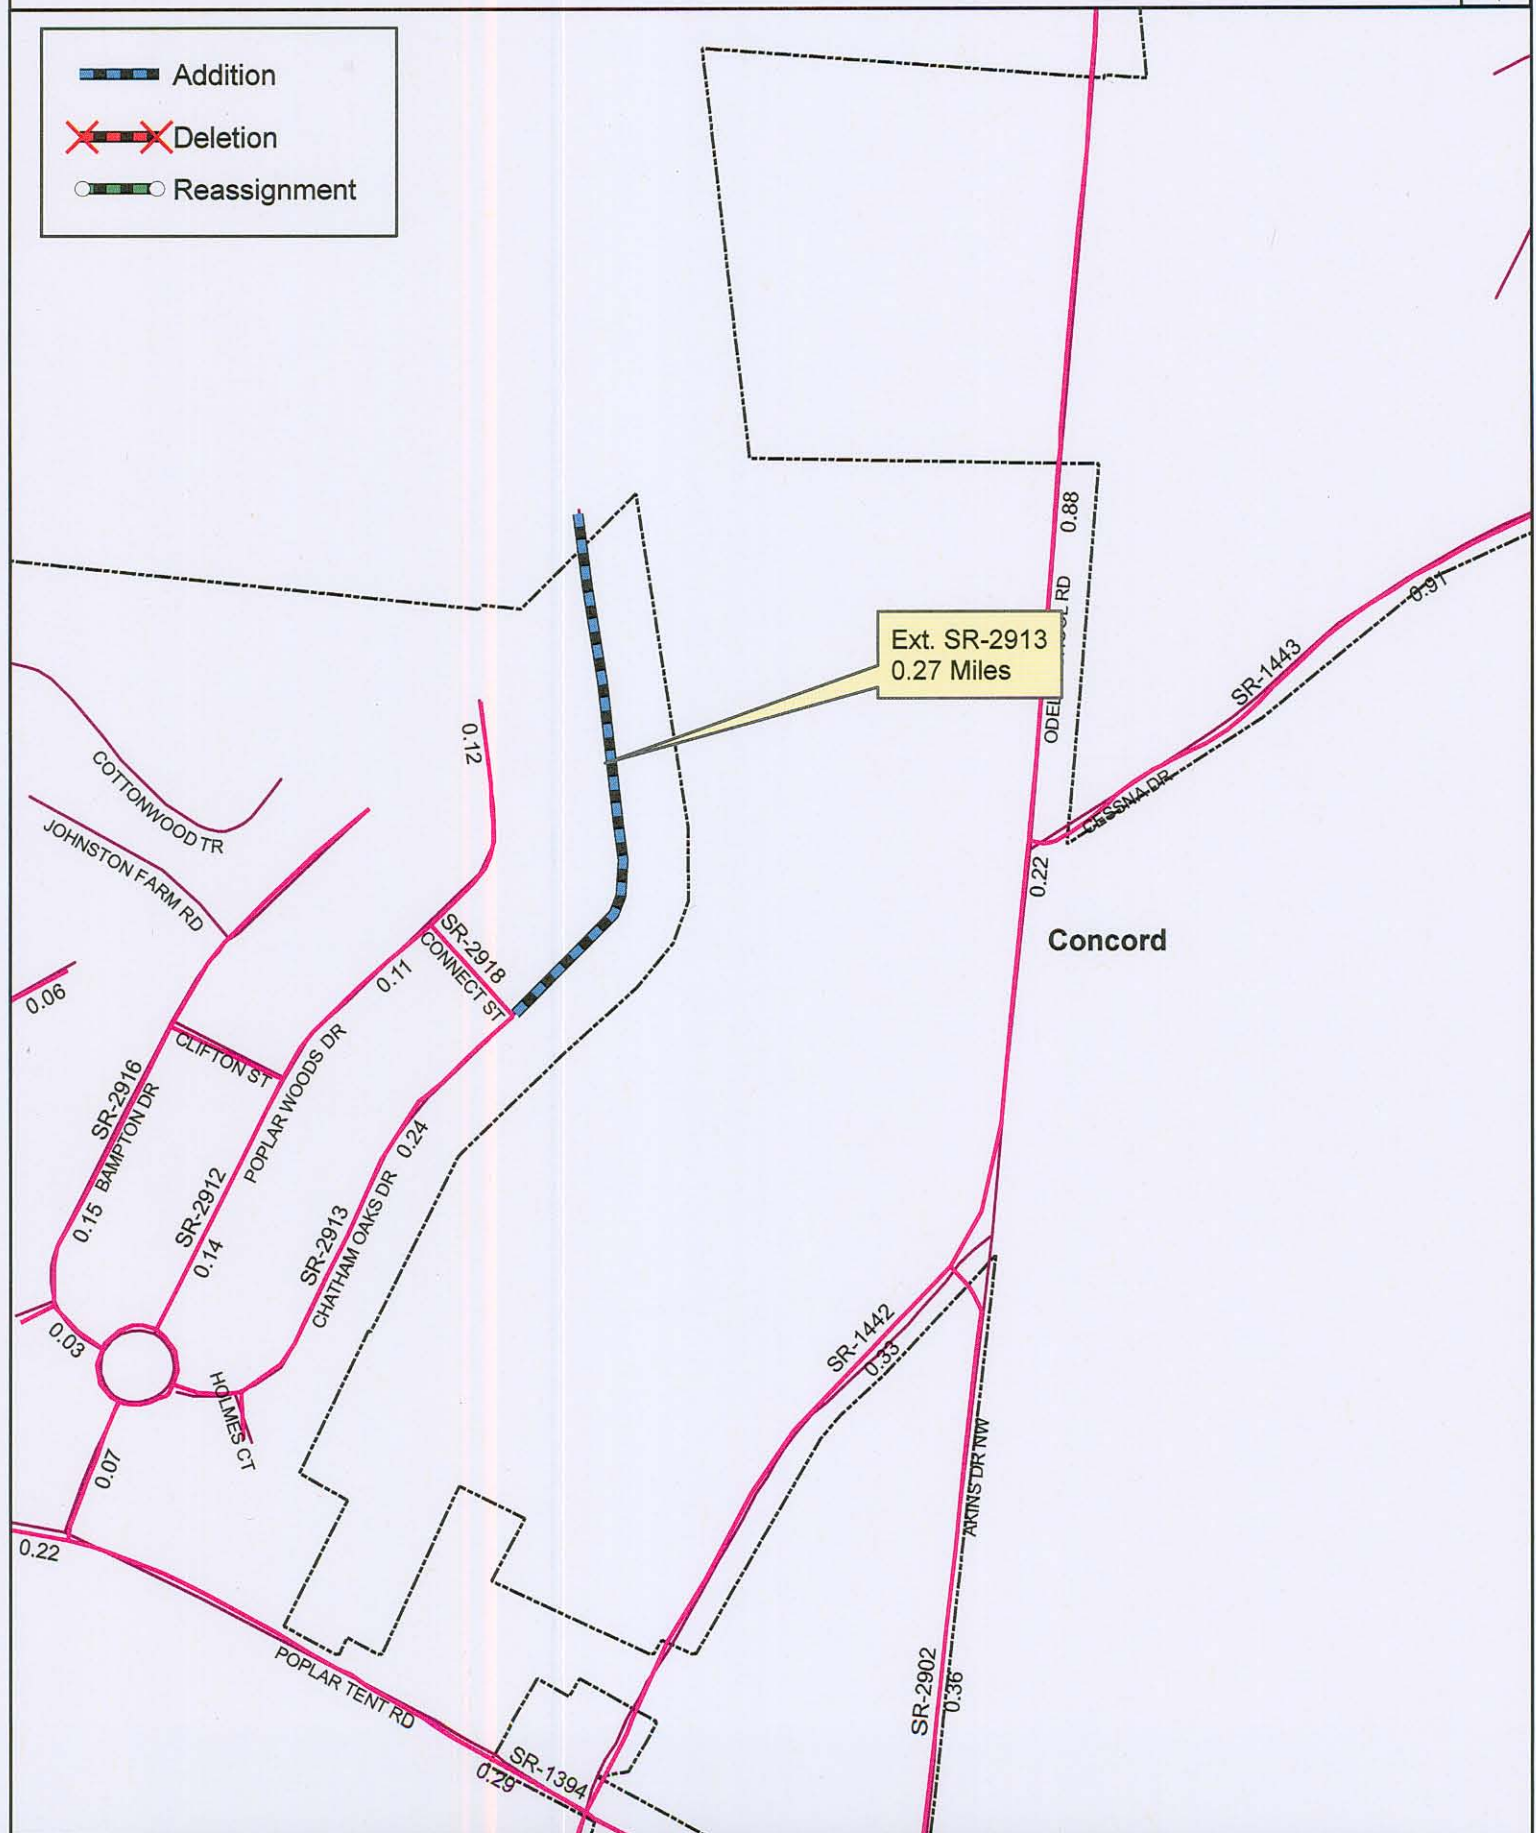 Addition
Deletion
Reassignment
0.88
Ext. SR-2913
0.27 Miles
0.91
SR-1443
CESSNA DR
0.12
COTTONWOOD TR
JOHNSTON FARM RD
0.22
Concord
SR-2918
CONNECT ST
0.11
0.06
CLIFTON ST
POPLAR WOODS DR
SR-2916
BAMPTON DR
0.15
SR-2912
0.14
0.24
SR-2913
CHATHAM OAKS DR
0.03
HOLMES CT
0.07
0.22
SR-1442
0.33
AKINS DR NW
POPLAR TENT RD
SR-2902
0.36
SR-1394
0.29